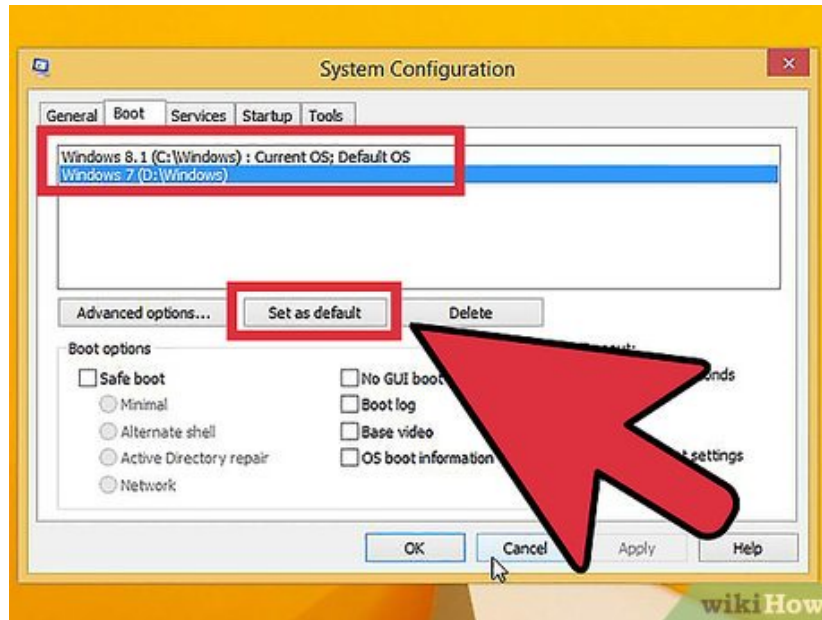 System Configuration
General Boot Services Startup Tools
Windows 8.1 (C:\Windows) : Current OS; Default OS
Windows 7 (D:\Windows)
Advanced options... Set as default Delete
Boot options
Safe boot No GUI boot
Minimal Boot log
Alternate shell Base video
Active Directory repair OS boot information settings
Network
OK Cancel Apply Help
wikiHow